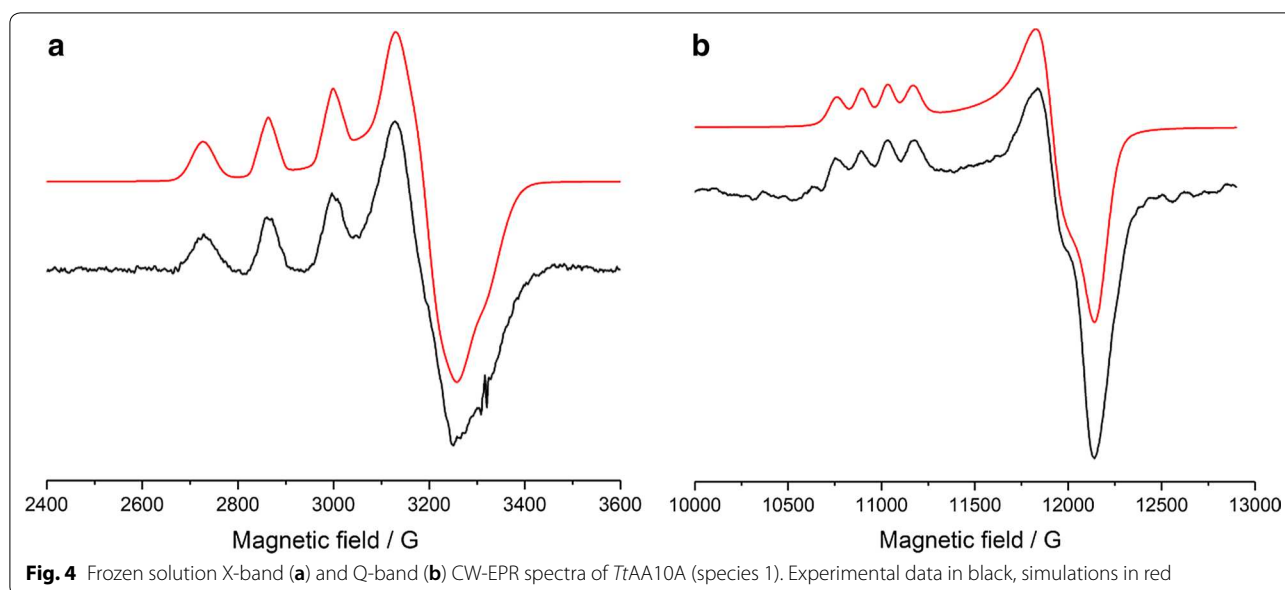 a
b
2400 2600 2800 3000 3200 3400 3600
10000 10500 11000 11500 12000 12500 13000
Magnetic field / G
Magnetic field / G
Fig. 4 Frozen solution X-band (a) and Q-band (b) CW-EPR spectra of TtAA10A (species 1). Experimental data in black, simulations in red